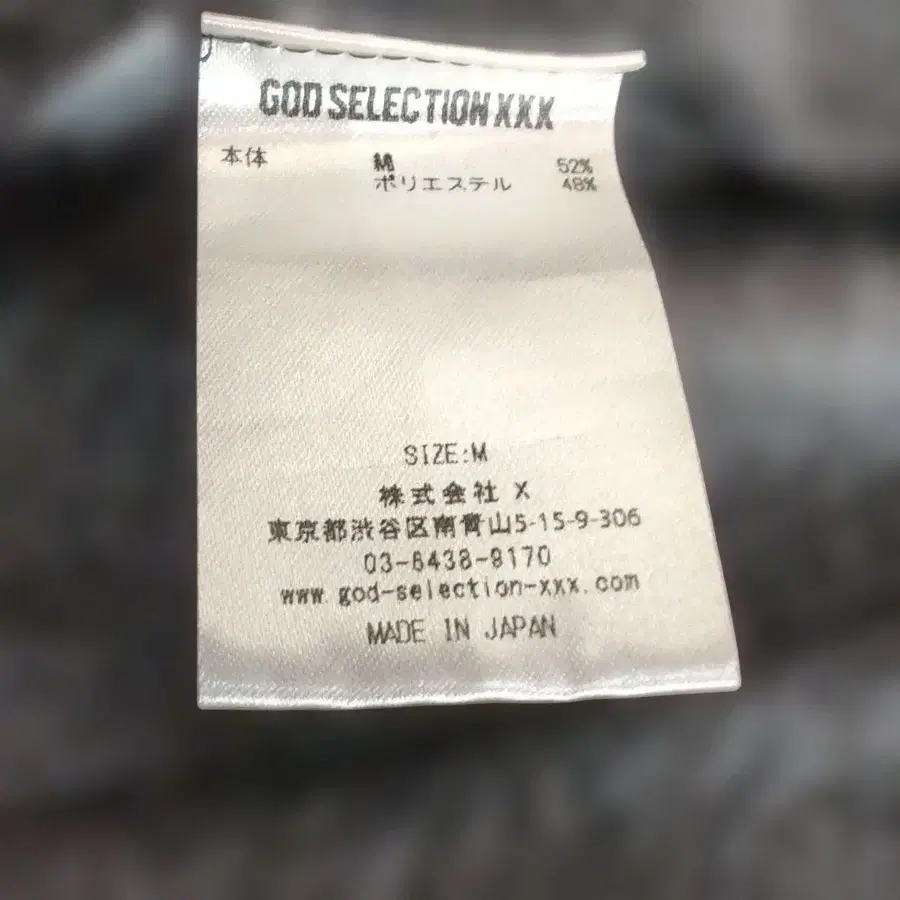 GOD SELECTION XXX
本体 綿 52%
ポリエステル 48%
SIZE:M
株式会社 X
東京都渋谷区南青山5-15-9-306
03-6438-9170
www.god-selection-xxx.com
MADE IN JAPAN